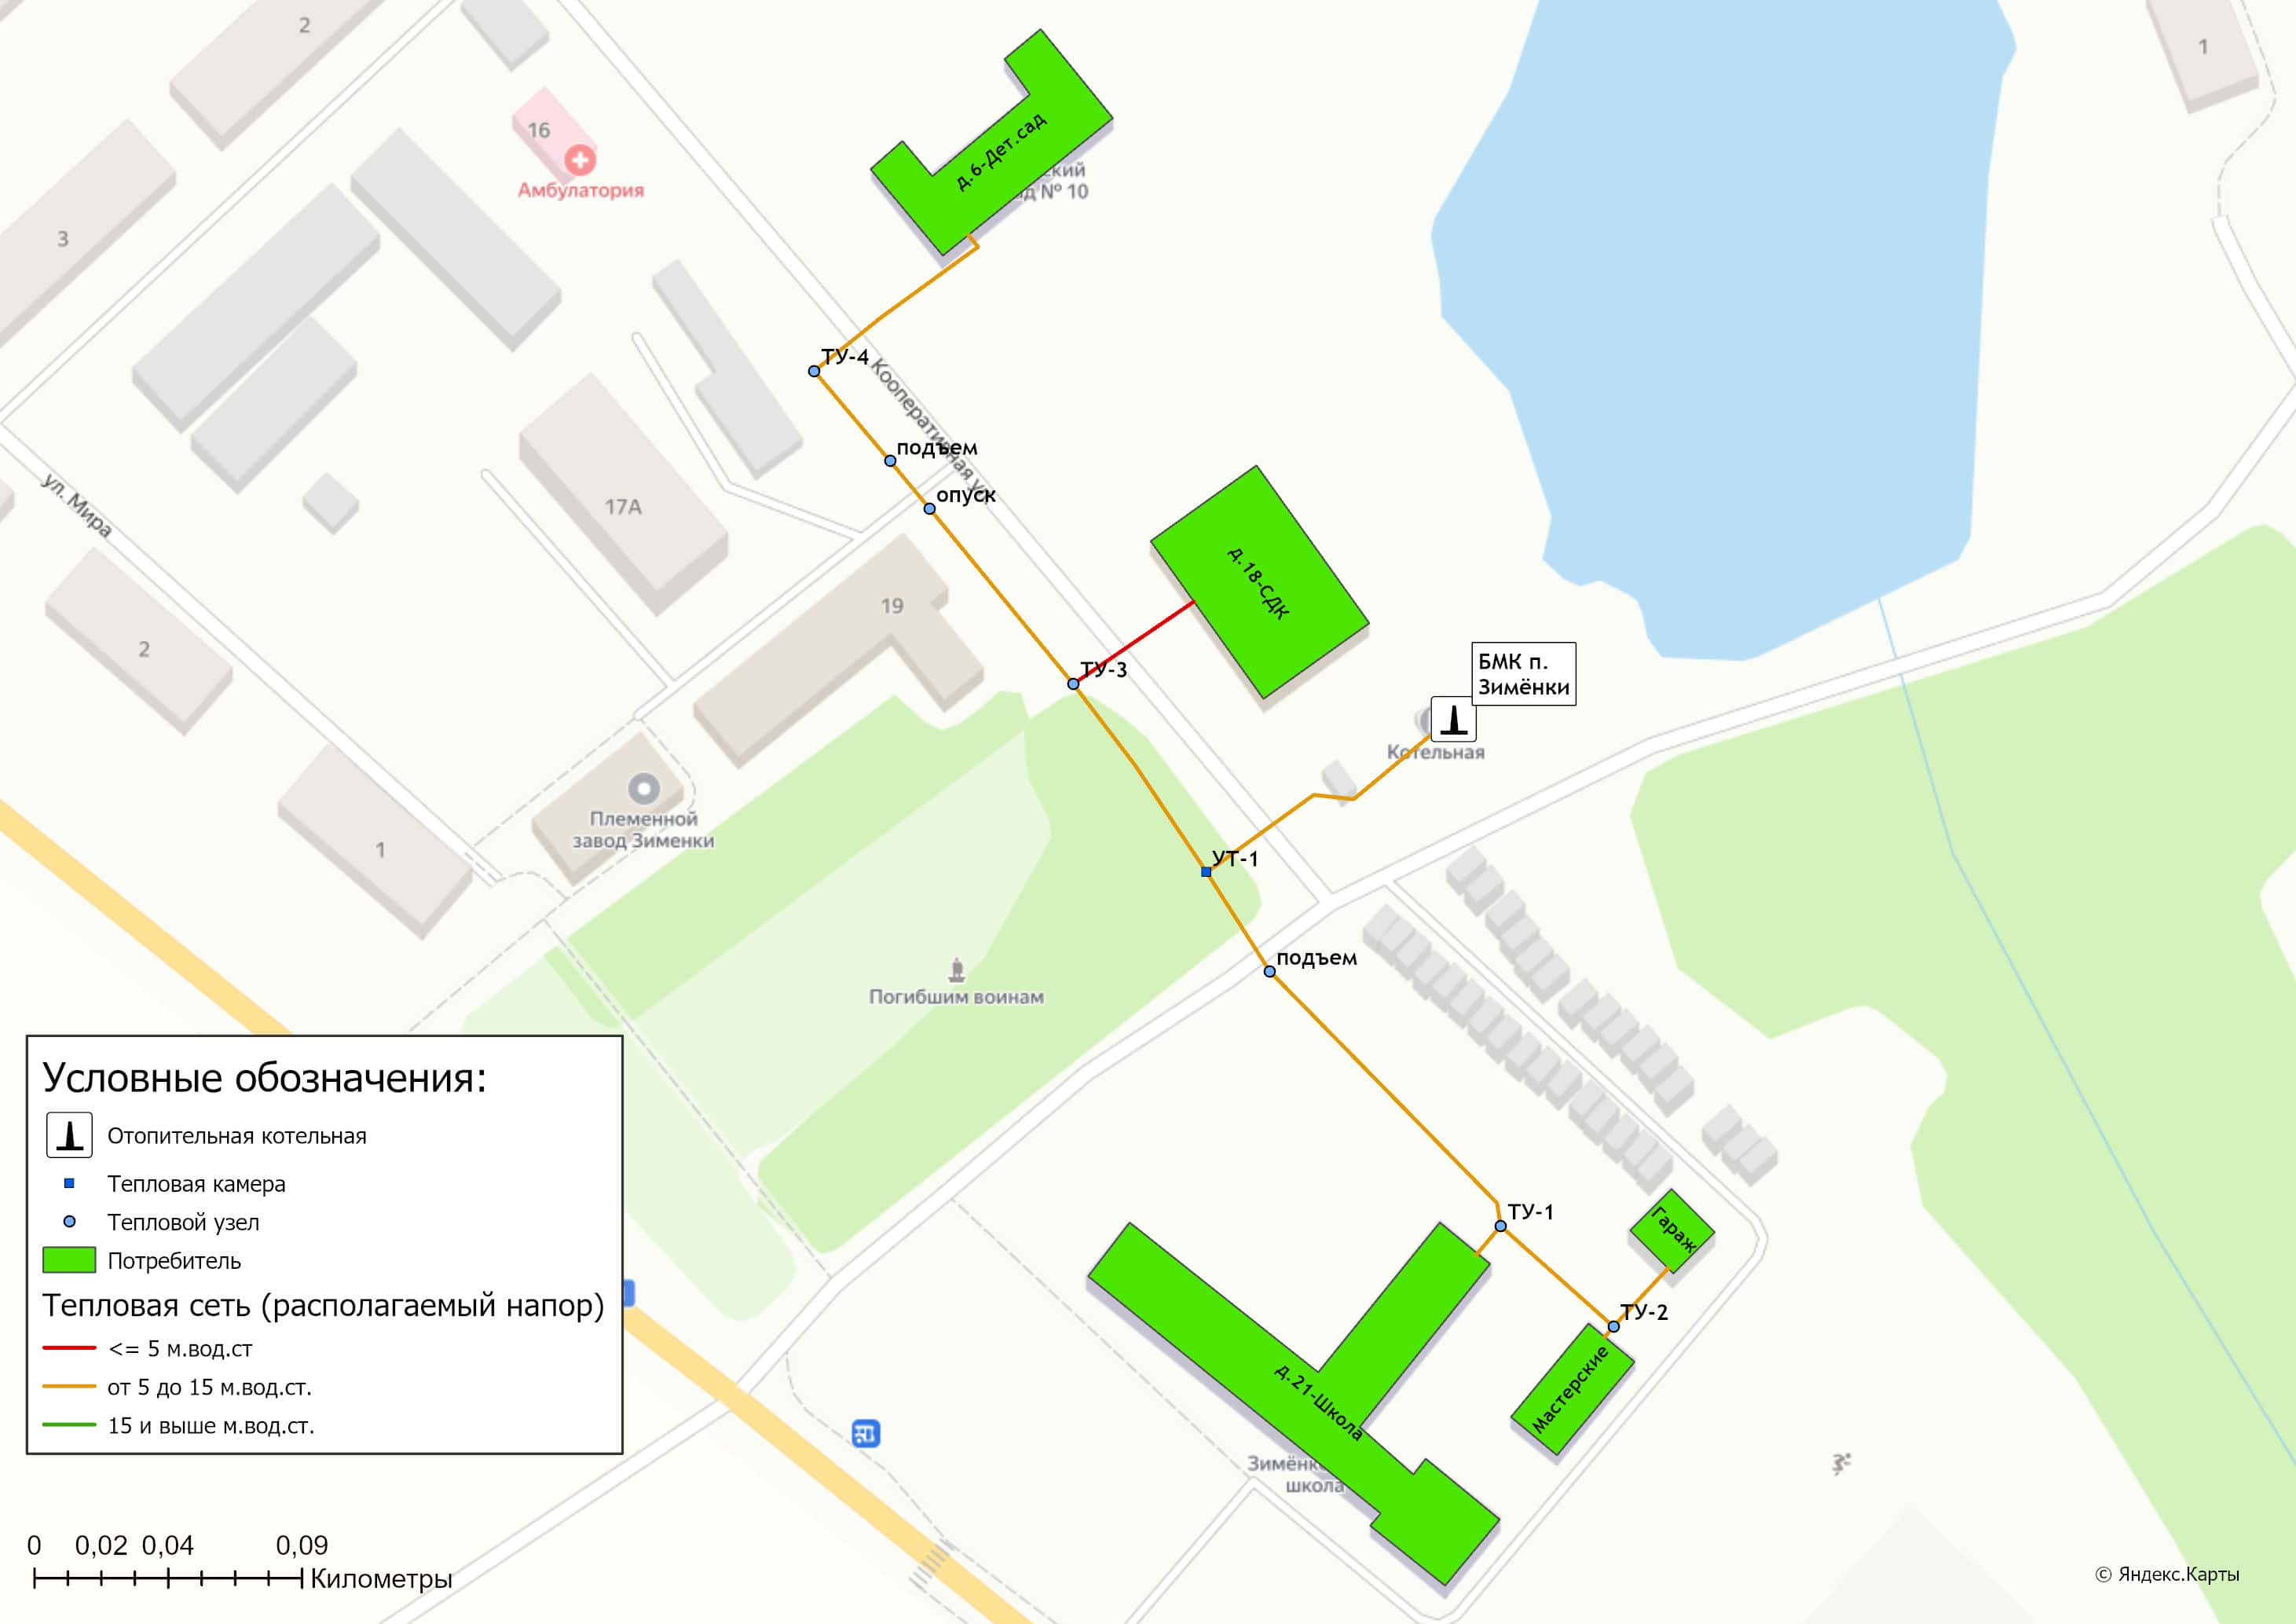 2
1
16
Амбулатория
3
д.6-Дет.сад
ский
д № 10
ТУ-4
Кооперативная ул.
подъем
опуск
17А
ул. Мира
2
19
д.18-СДК
ТУ-3
БМК п.
Зимёнки
Котельная
Племенной
завод Зименки
1
УТ-1
подъем
Погибшим воинам
Условные обозначения:
Отопительная котельная
Тепловая камера
Тепловой узел
Потребитель
Тепловая сеть (располагаемый напор)
<= 5 м.вод.ст
от 5 до 15 м.вод.ст.
15 и выше м.вод.ст.
ТУ-1
Гараж
ТУ-2
Мастерские
д.21-Школа
Зимёнк
школа
0 0,02 0,04 0,09
Километры
© Яндекс.Карты